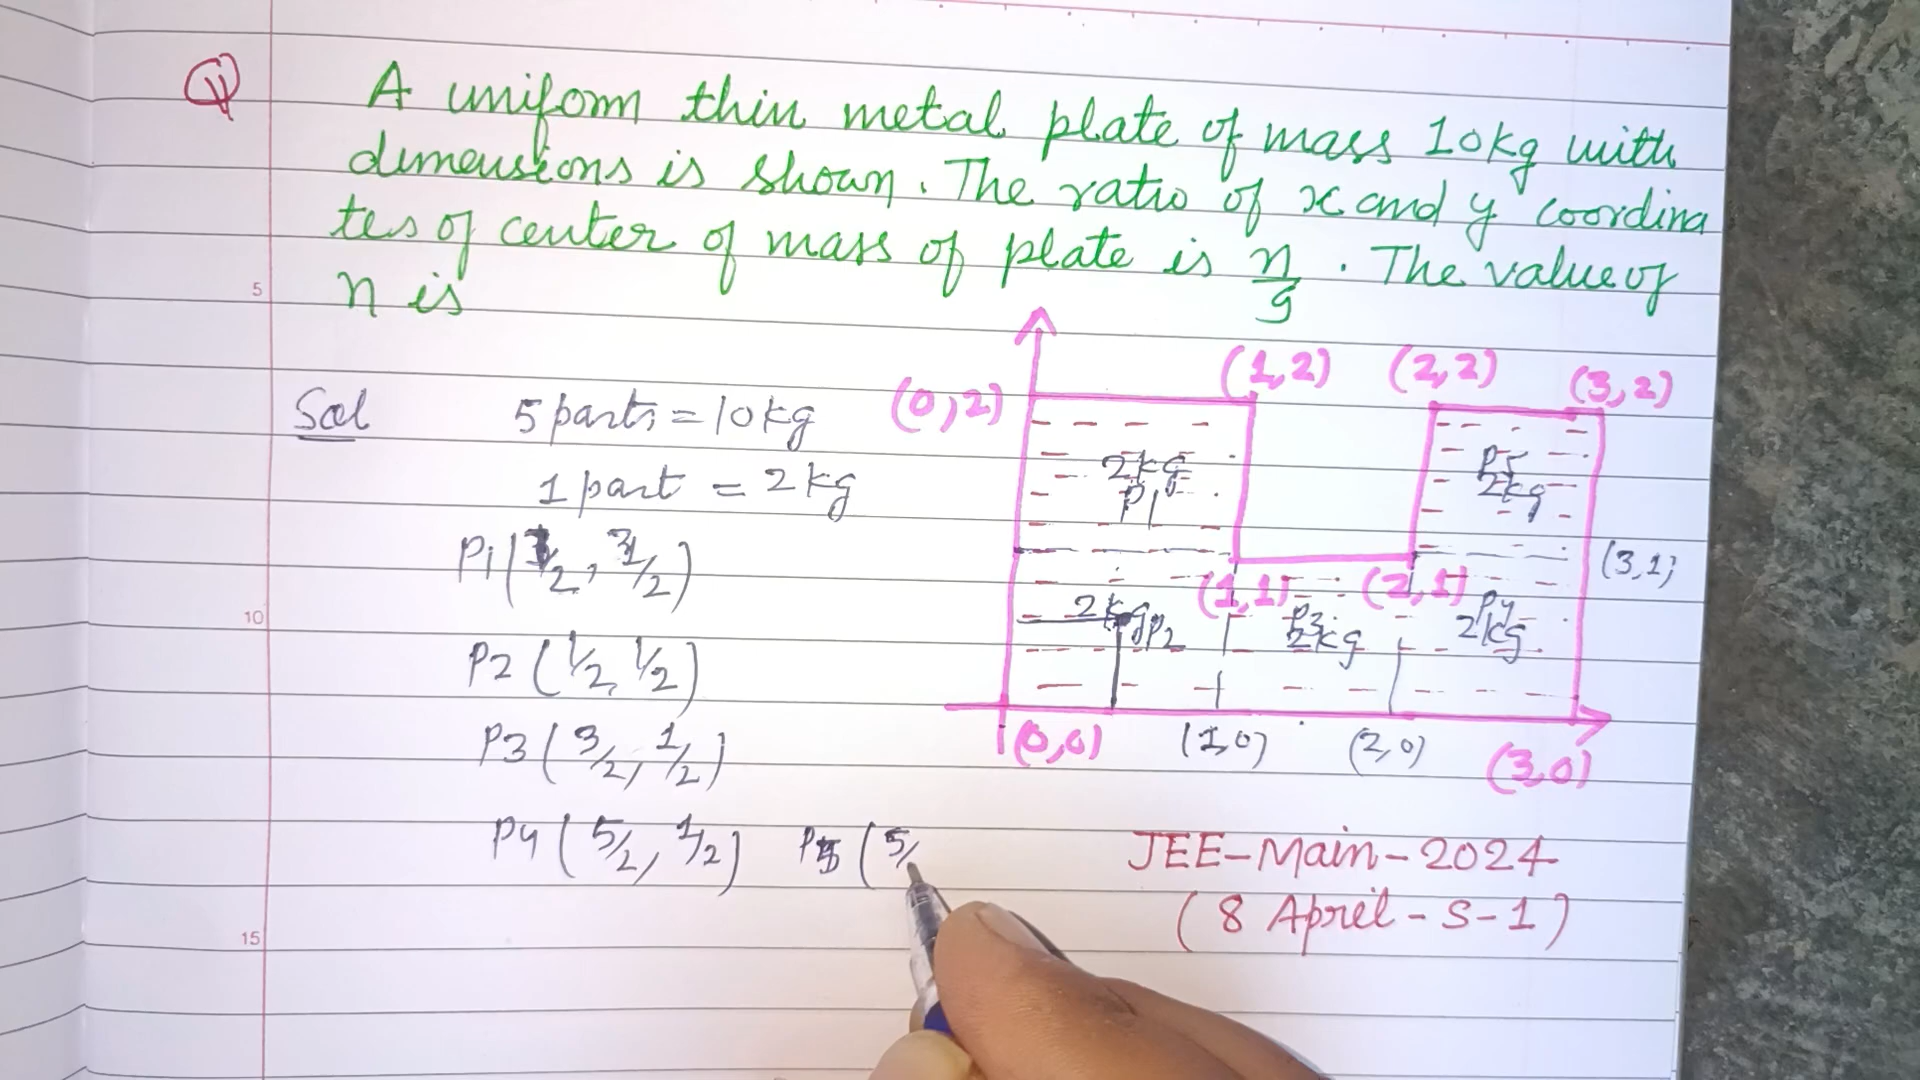 Q) A uniform thin metal plate of mass 10kg with
dimensions is shown. The ratio of x and y coordina
tes of center of mass of plate is n/9. The value of
n is
5
Sol 5 parts = 10kg
1 part = 2kg
P1 (1/2, 3/2)
10
P2 (1/2, 1/2)
P3 (3/2, 1/2)
P4 (5/2, 1/2) P5 (5/
15
(0,2) (1,2) (2,2) (3,2)
2kg
P1
P5
2kg
(3,1)
(1,1) (2,1)
2kg P2
P3
2kg
P4
2kg
(0,0) (1,0) (2,0) (3,0)
JEE-Main-2024
(8 April-S-1)